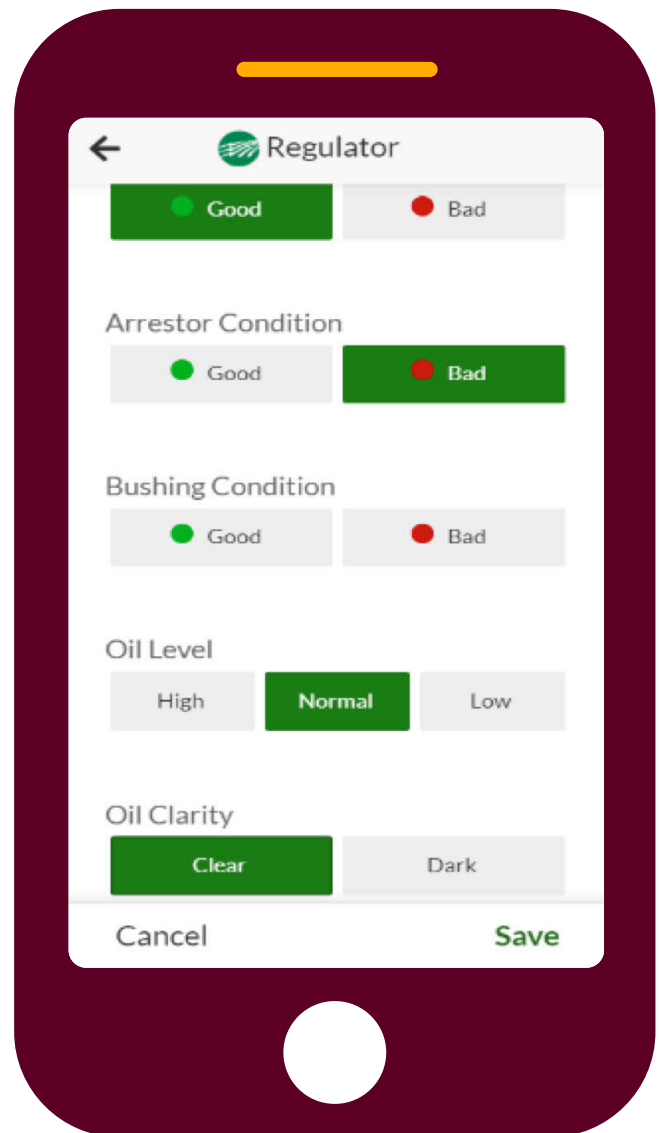 Regulator
Good Bad
Arrestor Condition
Good Bad
Bushing Condition
Good Bad
Oil Level
High Normal Low
Oil Clarity
Clear Dark
Cancel Save